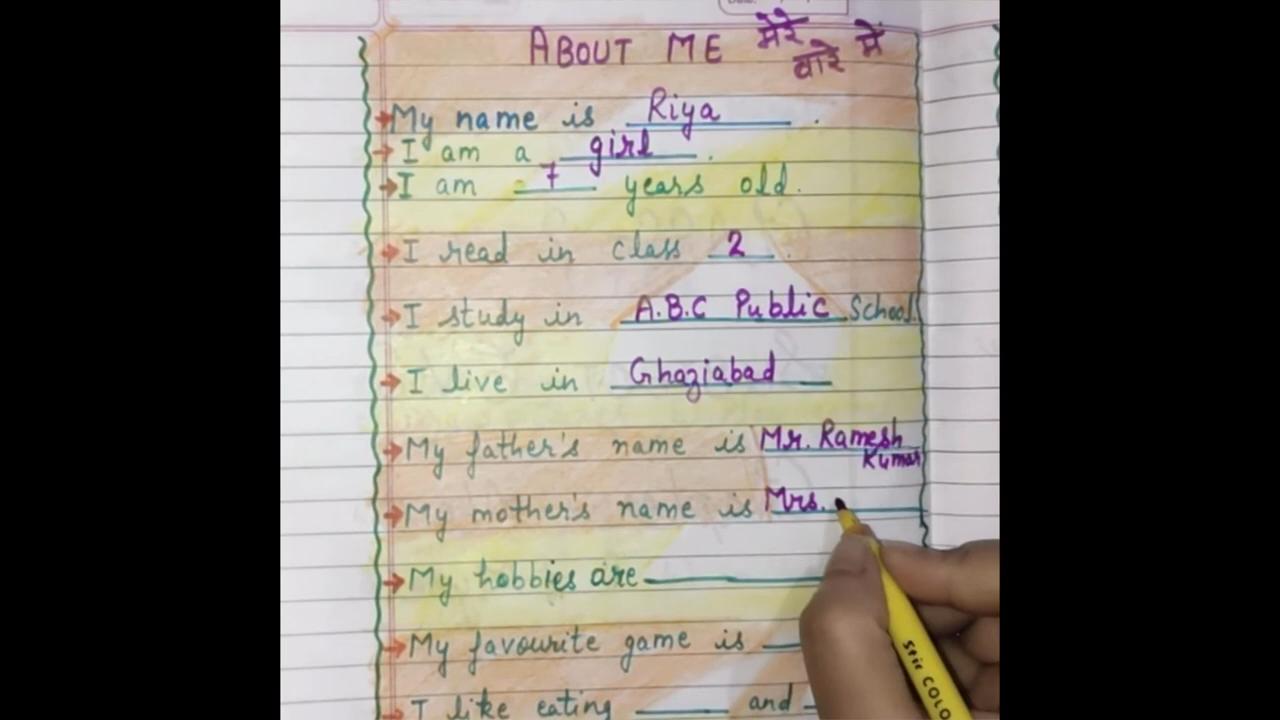 ABOUT ME मेरे बारे में
My name is Riya.
I am a girl.
I am 7 years old.
I read in class 2.
I study in A.B.C Public School.
I live in Ghaziabad
My father's name is Mr. Ramesh Kumar
My mother's name is Mrs.
My hobbies are
My favourite game is
I like eating and